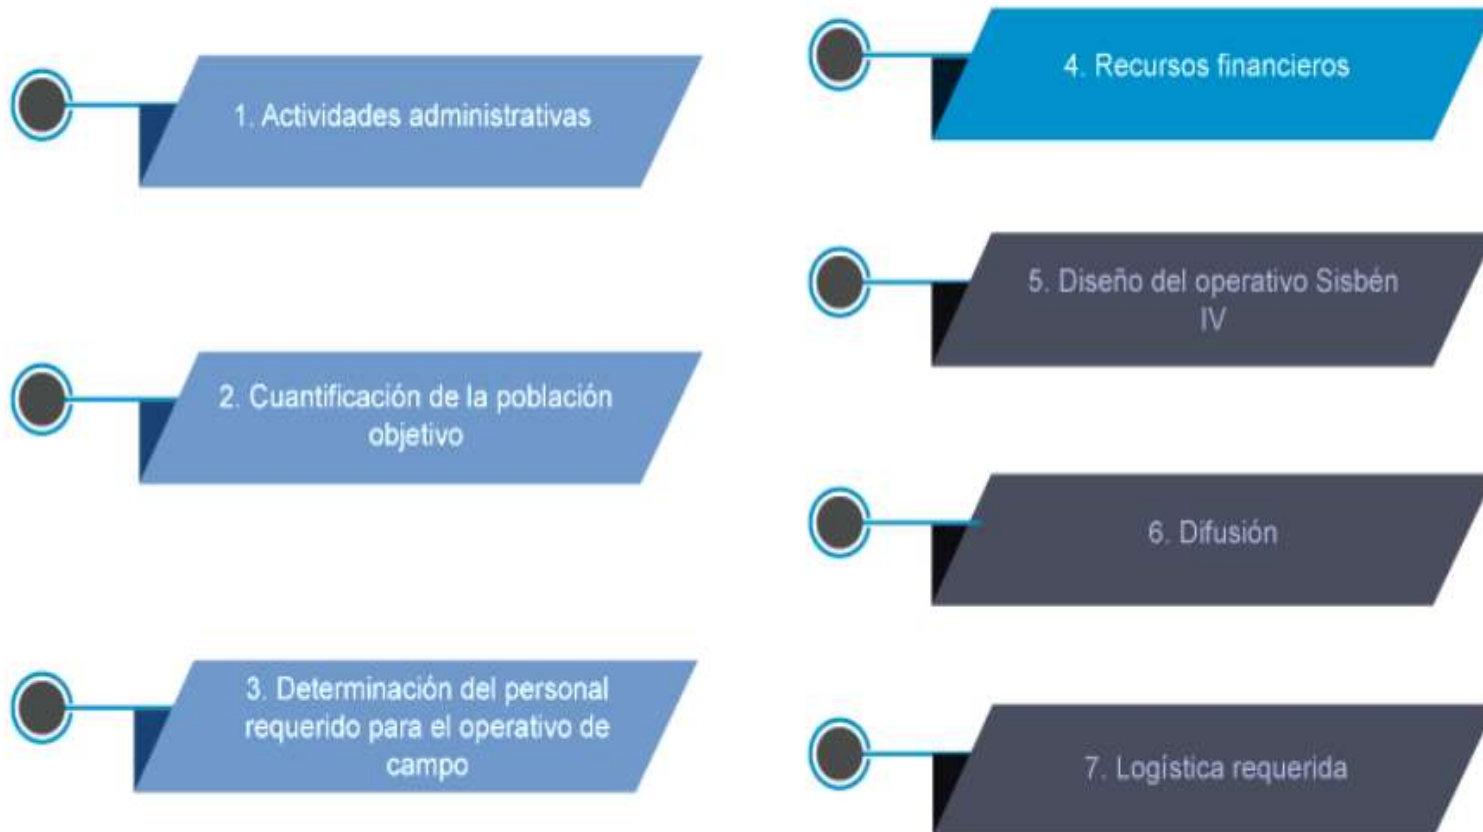 1. Actividades administrativas
2. Cuantificación de la población
objetivo
3. Determinación del personal
requerido para el operativo de
campo
4. Recursos financieros
5. Diseño del operativo Sisbén
IV
6. Difusión
7. Logística requerida